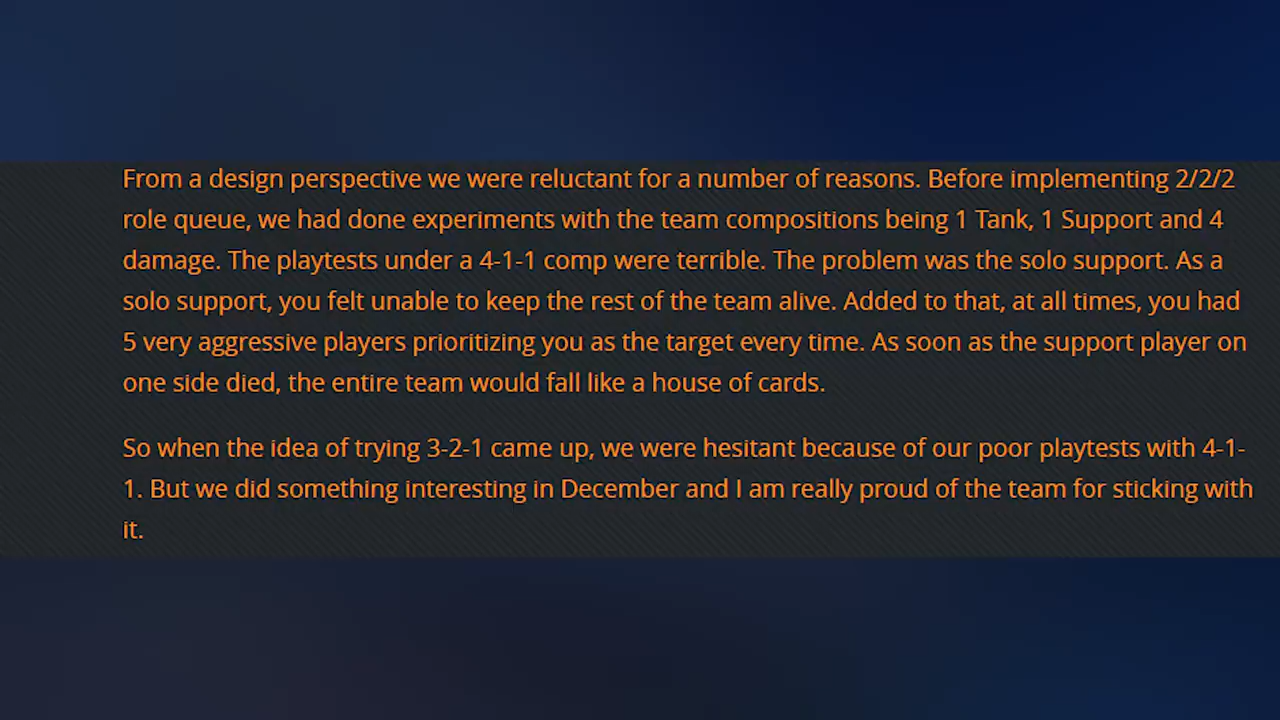 From a design perspective we were reluctant for a number of reasons. Before implementing 2/2/2
role queue, we had done experiments with the team compositions being 1 Tank, 1 Support and 4
damage. The playtests under a 4-1-1 comp were terrible. The problem was the solo support. As a
solo support, you felt unable to keep the rest of the team alive. Added to that, at all times, you had
5 very aggressive players prioritizing you as the target every time. As soon as the support player on
one side died, the entire team would fall like a house of cards.
So when the idea of trying 3-2-1 came up, we were hesitant because of our poor playtests with 4-1-
1. But we did something interesting in December and I am really proud of the team for sticking with
it.